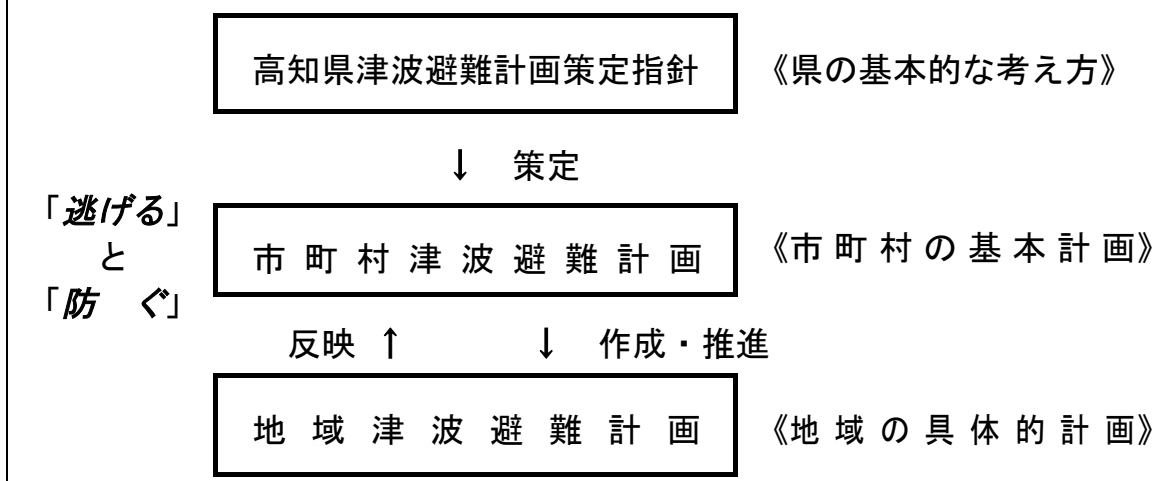 高知県津波避難計画策定指針 《県の基本的な考え方》
↓ 策定
「逃げる」
と
「防 ぐ」
市町村津波避難計画 《市町村の基本計画》
反映 ↑ ↓ 作成・推進
地域津波避難計画 《地域の具体的計画》